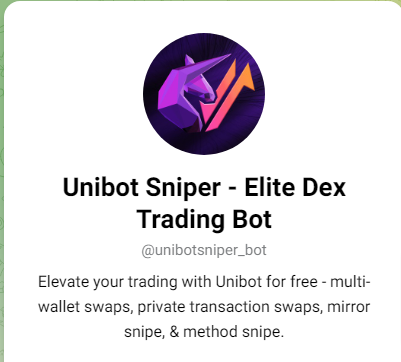 Unibot Sniper - Elite Dex
Trading Bot
@unibotsniper_bot
Elevate your trading with Unibot for free - multi-
wallet swaps, private transaction swaps, mirror
snipe, & method snipe.